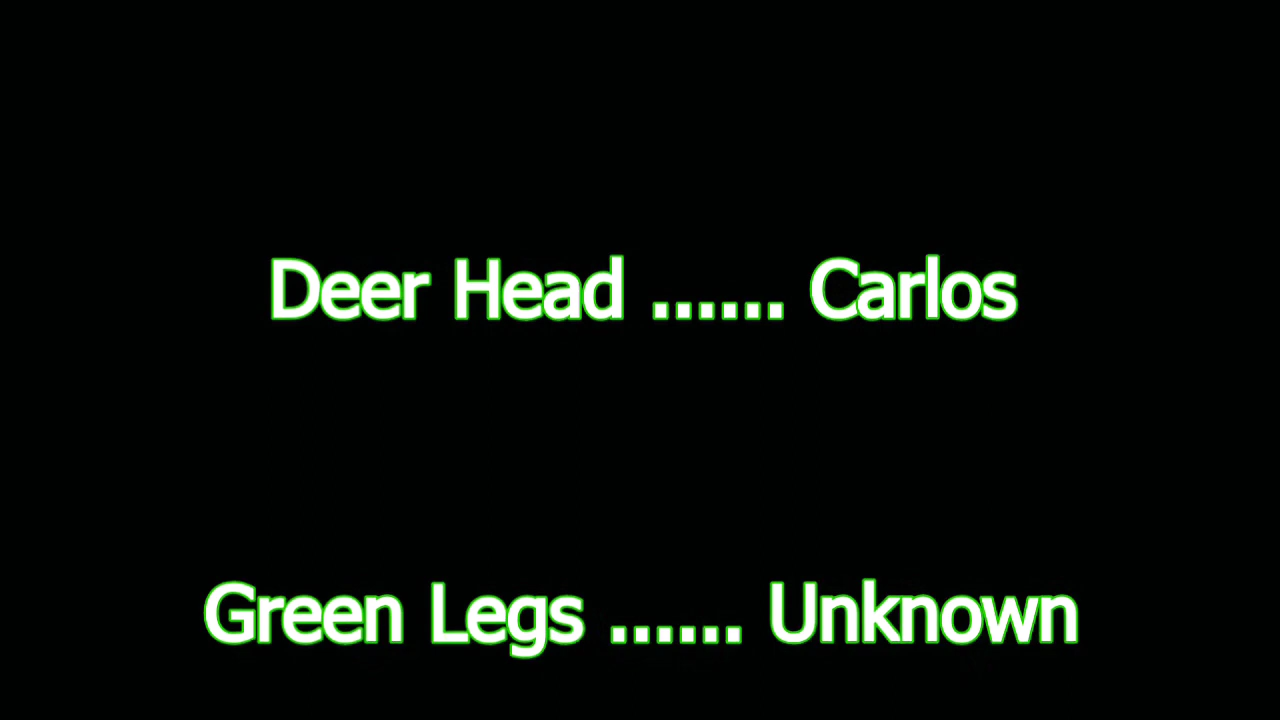 Deer Head ...... Carlos
Green Legs ...... Unknown